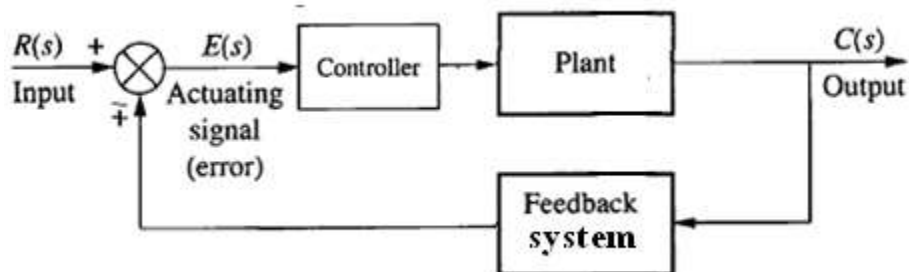 R(s) + E(s) Controller Plant C(s)
Input Actuating Output
∓ signal
(error)
Feedback
system